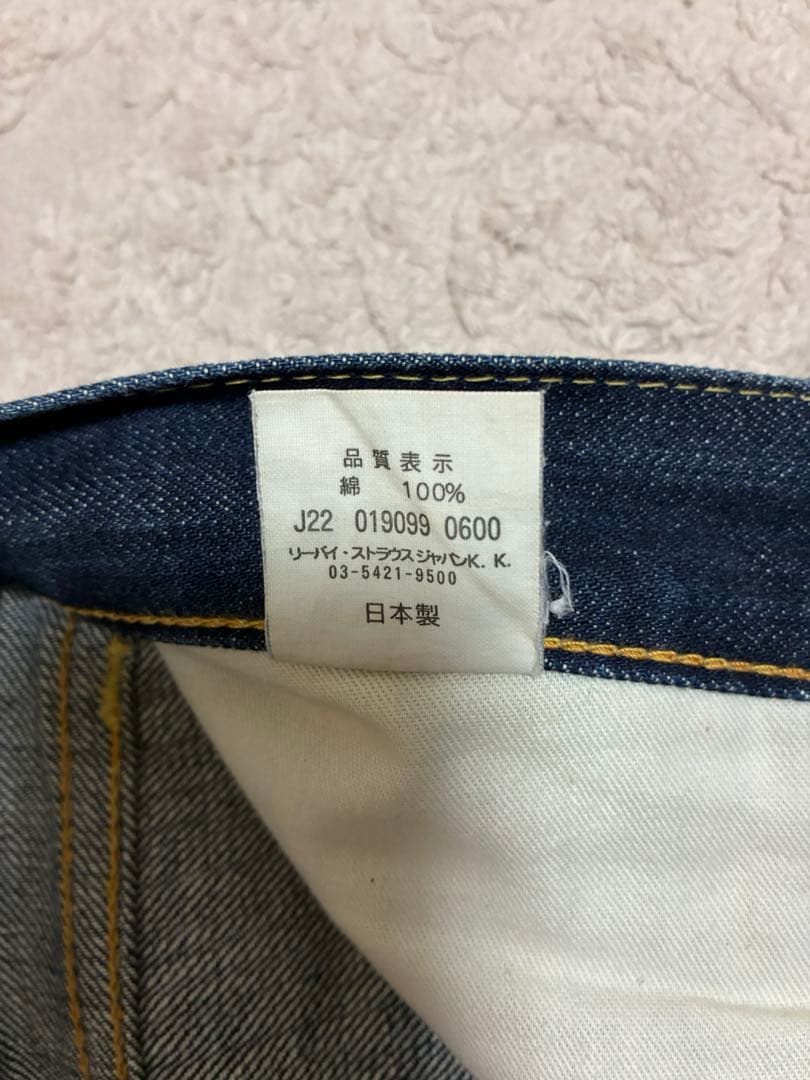 品質表示
綿 100%
J22 019099 0600
リーバイ・ストラウスジャパンK.K.
03-5421-9500
日本製